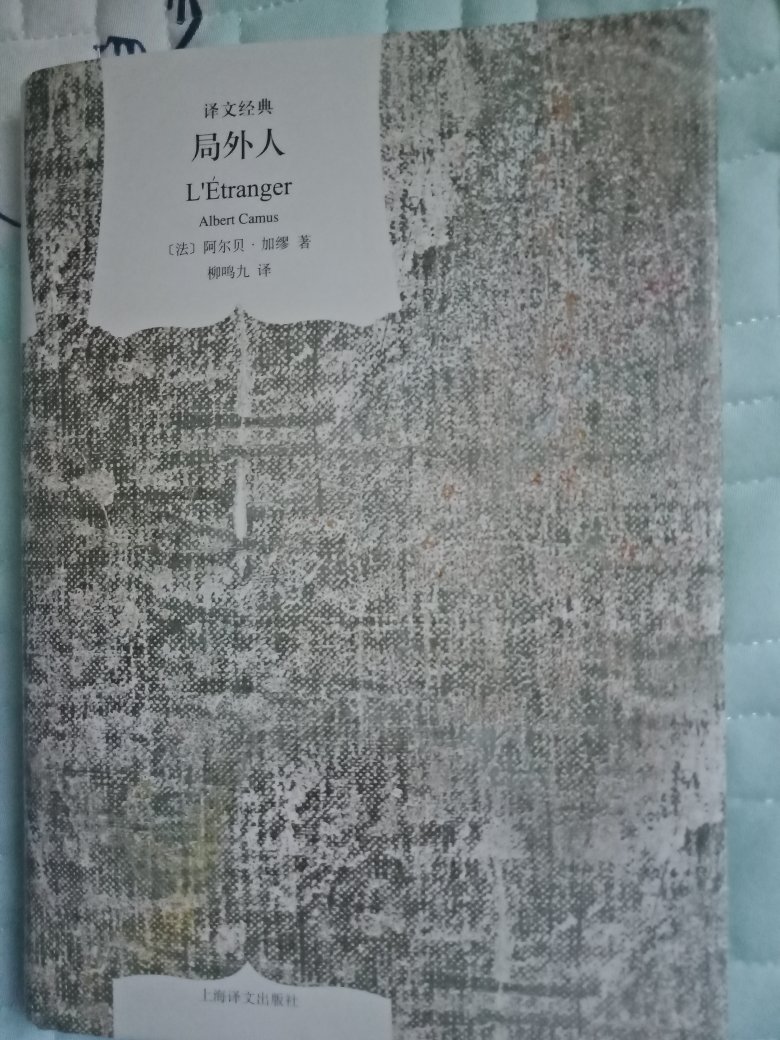 译文经典
局外人
L'Étranger
Albert Camus
〔法〕阿尔贝·加缪 著
柳鸣九 译
上海译文出版社